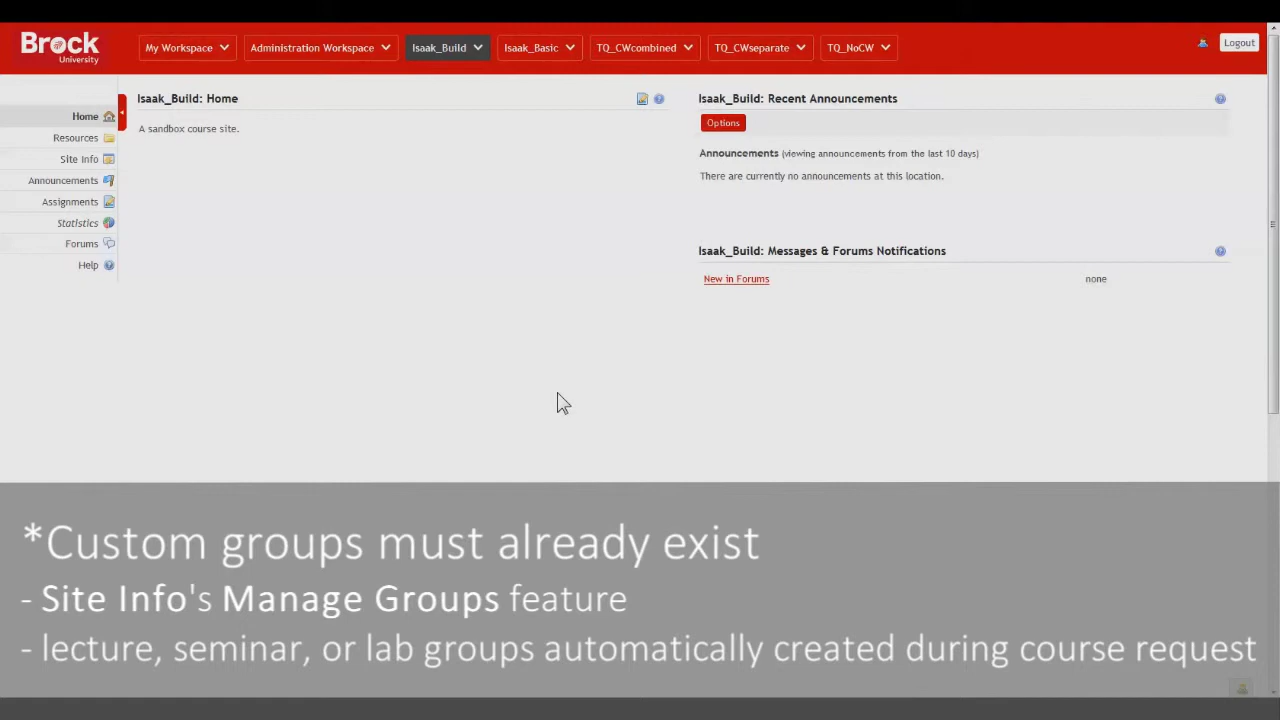 Brock
University
My Workspace
Administration Workspace
Isaak_Build
Isaak_Basic
TQ_CWcombined
TQ_CWseparate
TQ_NoCW
Logout
Home
Resources
Site Info
Announcements
Assignments
Statistics
Forums
Help
Isaak_Build: Home
A sandbox course site.
Isaak_Build: Recent Announcements
Options
Announcements (viewing announcements from the last 10 days)
There are currently no announcements at this location.
Isaak_Build: Messages & Forums Notifications
New in Forums none
*Custom groups must already exist
- Site Info's Manage Groups feature
- lecture, seminar, or lab groups automatically created during course request